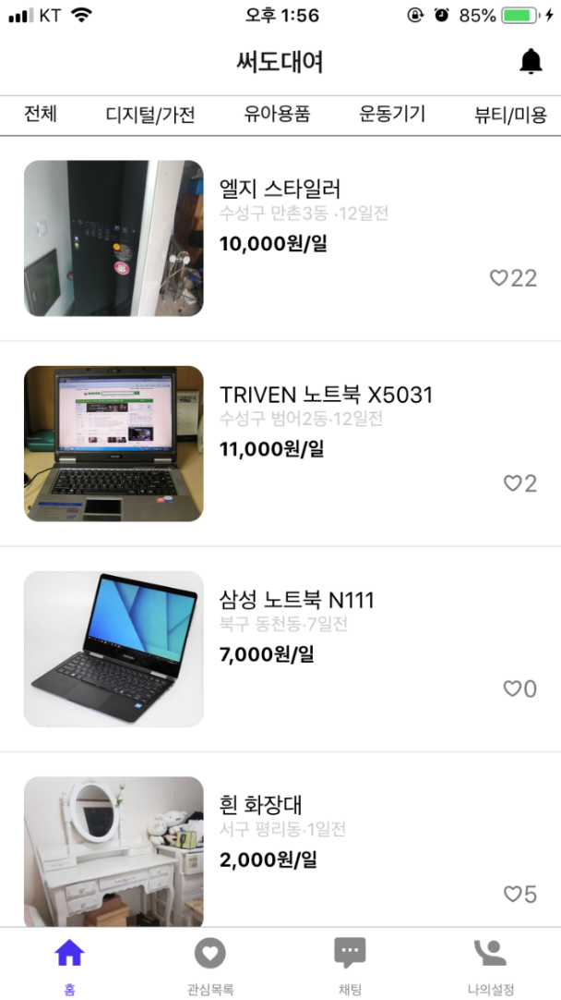 KT 오후 1:56 85%
써도대여
전체 디지털/가전 유아용품 운동기기 뷰티/미용
엘지 스타일러
수성구 만촌3동 ·12일전
10,000원/일
22
TRIVEN 노트북 X5031
수성구 범어2동·12일전
11,000원/일
2
삼성 노트북 N111
북구 동천동·7일전
7,000원/일
0
흰 화장대
서구 평리동·1일전
2,000원/일
5
홈 관심목록 채팅 나의설정